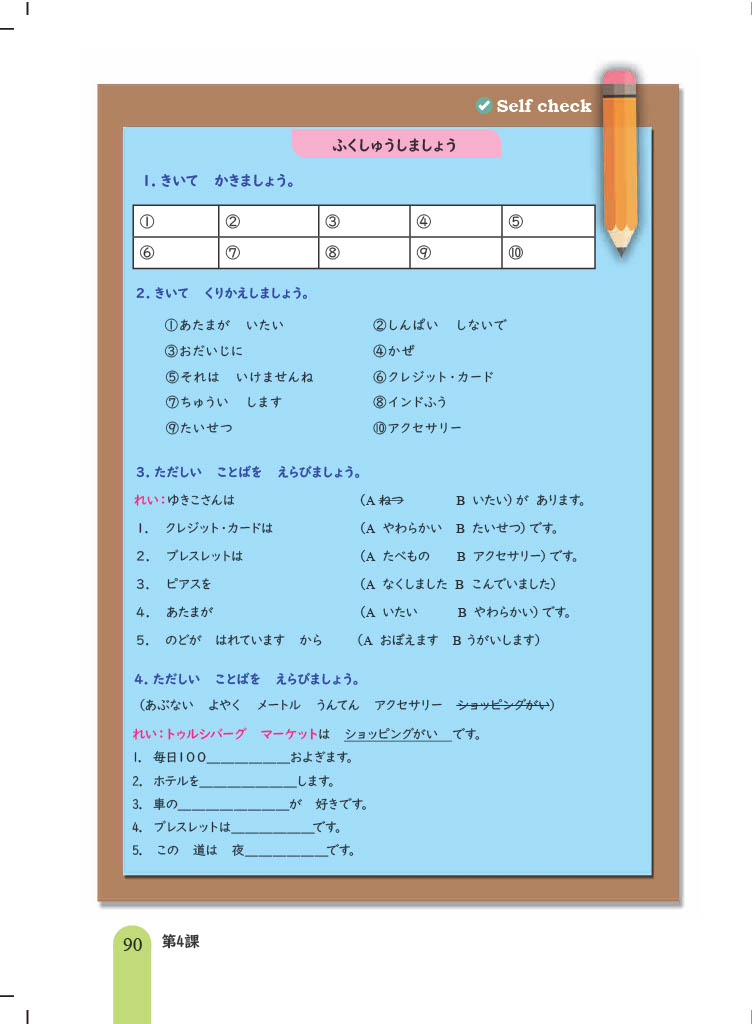 Self check
ふくしゅうしましょう
1. きいて かきましょう。
① ② ③ ④ ⑤
⑥ ⑦ ⑧ ⑨ ⑩
2. きいて くりかえしましょう。
①あたまが いたい ②しんぱい しないで
③おだいじに ④かぜ
⑤それは いけませんね ⑥クレジット・カード
⑦ちゅうい します ⑧インドふう
⑨たいせつ ⑩アクセサリー
3. ただしい ことばを えらびましょう。
れい：ゆきこさんは (A ねつ B いたい) が あります。
1. クレジット・カードは (A やわらかい B たいせつ) です。
2. ブレスレットは (A たべもの B アクセサリー) です。
3. ピアスを (A なくしました B こんでいました)
4. あたまが (A いたい B やわらかい) です。
5. のどが はれています から (A おぼえます B うがいします)
4. ただしい ことばを えらびましょう。
(あぶない よやく メートル うんてん アクセサリー ショッピングがい)
れい：トゥルシバーグ マーケットは ショッピングがい です。
1. 毎日100____________およぎます。
2. ホテルを______________します。
3. 車の________________が 好きです。
4. ブレスレットは____________です。
5. この 道は 夜____________です。
90 第4課